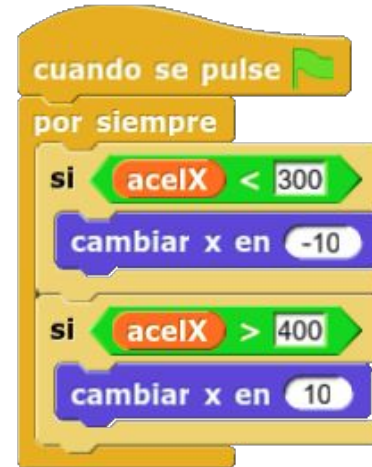 cuando se pulse
por siempre
si acelX < 300
cambiar x en -10
si acelX > 400
cambiar x en 10